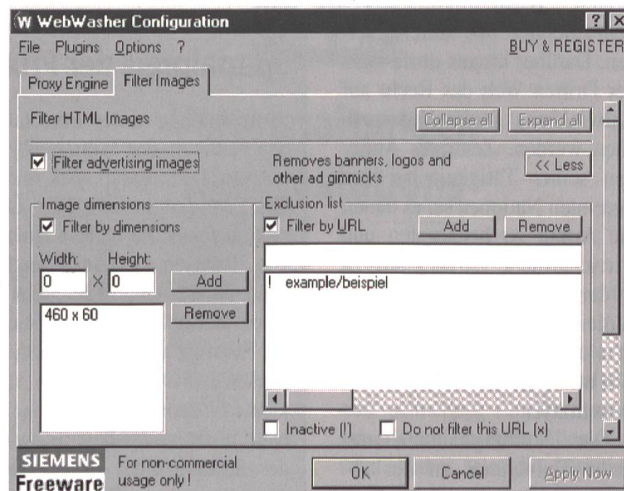 WebWasher Configuration
File Plugins Options ? BUY & REGISTER
Proxy Engine Filter Images
Filter HTML Images Collapse all Expand all
Filter advertising images Removes banners, logos and other ad gimmicks << Less
Image dimensions
Filter by dimensions
Width: Height:
0 X 0 Add
460 x 60 Remove
Exclusion list
Filter by URL Add Remove
! example/beispiel
Inactive (!) Do not filter this URL (x)
SIEMENS
Freeware
For non-commercial
usage only !
OK Cancel Apply Now